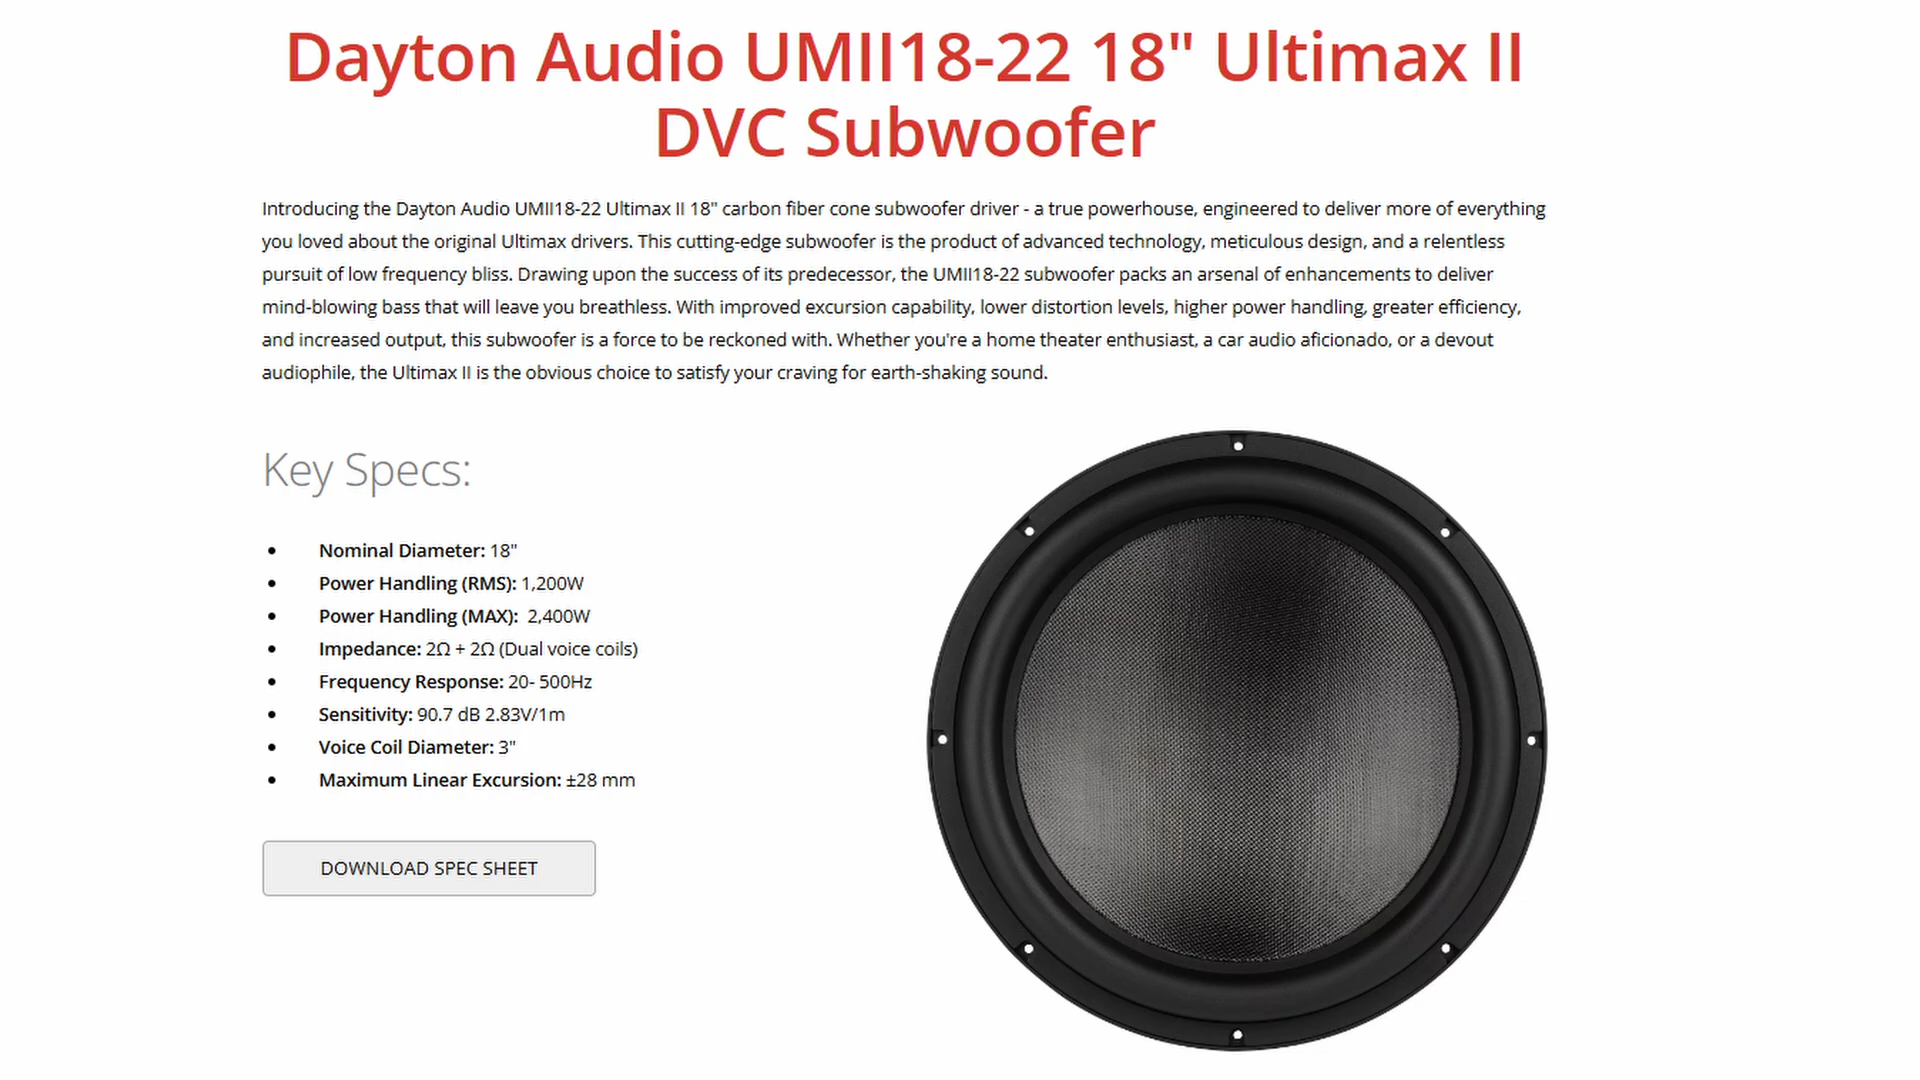 Dayton Audio UMII18-22 18" Ultimax II
DVC Subwoofer
Introducing the Dayton Audio UMII18-22 Ultimax II 18" carbon fiber cone subwoofer driver - a true powerhouse, engineered to deliver more of everything
you loved about the original Ultimax drivers. This cutting-edge subwoofer is the product of advanced technology, meticulous design, and a relentless
pursuit of low frequency bliss. Drawing upon the success of its predecessor, the UMII18-22 subwoofer packs an arsenal of enhancements to deliver
mind-blowing bass that will leave you breathless. With improved excursion capability, lower distortion levels, higher power handling, greater efficiency,
and increased output, this subwoofer is a force to be reckoned with. Whether you're a home theater enthusiast, a car audio aficionado, or a devout
audiophile, the Ultimax II is the obvious choice to satisfy your craving for earth-shaking sound.
Key Specs:
• Nominal Diameter: 18"
• Power Handling (RMS): 1,200W
• Power Handling (MAX): 2,400W
• Impedance: 2Ω + 2Ω (Dual voice coils)
• Frequency Response: 20- 500Hz
• Sensitivity: 90.7 dB 2.83V/1m
• Voice Coil Diameter: 3"
• Maximum Linear Excursion: ±28 mm
DOWNLOAD SPEC SHEET